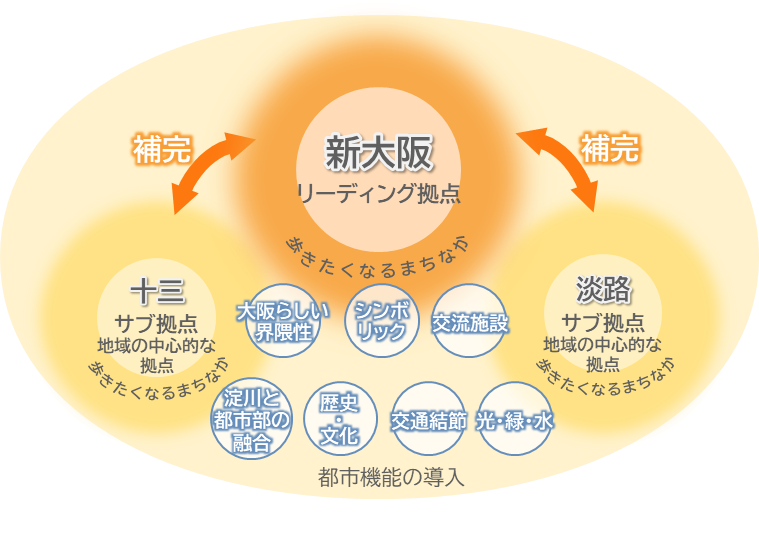 補完
新大阪
リーディング拠点
補完
歩きたくなるまちなか
十三
サブ拠点
地域の中心的な
拠点
歩きたくなるまちなか
淡路
サブ拠点
地域の中心的な
拠点
歩きたくなるまちなか
大阪らしい
界隈性
シンボ
リック
交流施設
淀川と
都市部の
融合
歴史
・
文化
交通結節
光・緑・水
都市機能の導入